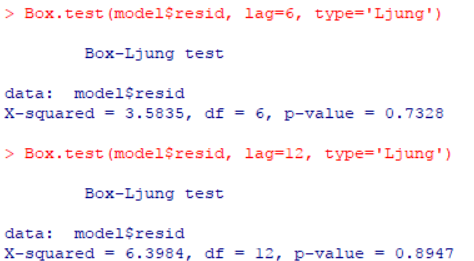 > Box.test(model$resid, lag=6, type='Ljung')
Box-Ljung test
data: model$resid
X-squared = 3.5835, df = 6, p-value = 0.7328
> Box.test(model$resid, lag=12, type='Ljung')
Box-Ljung test
data: model$resid
X-squared = 6.3984, df = 12, p-value = 0.8947